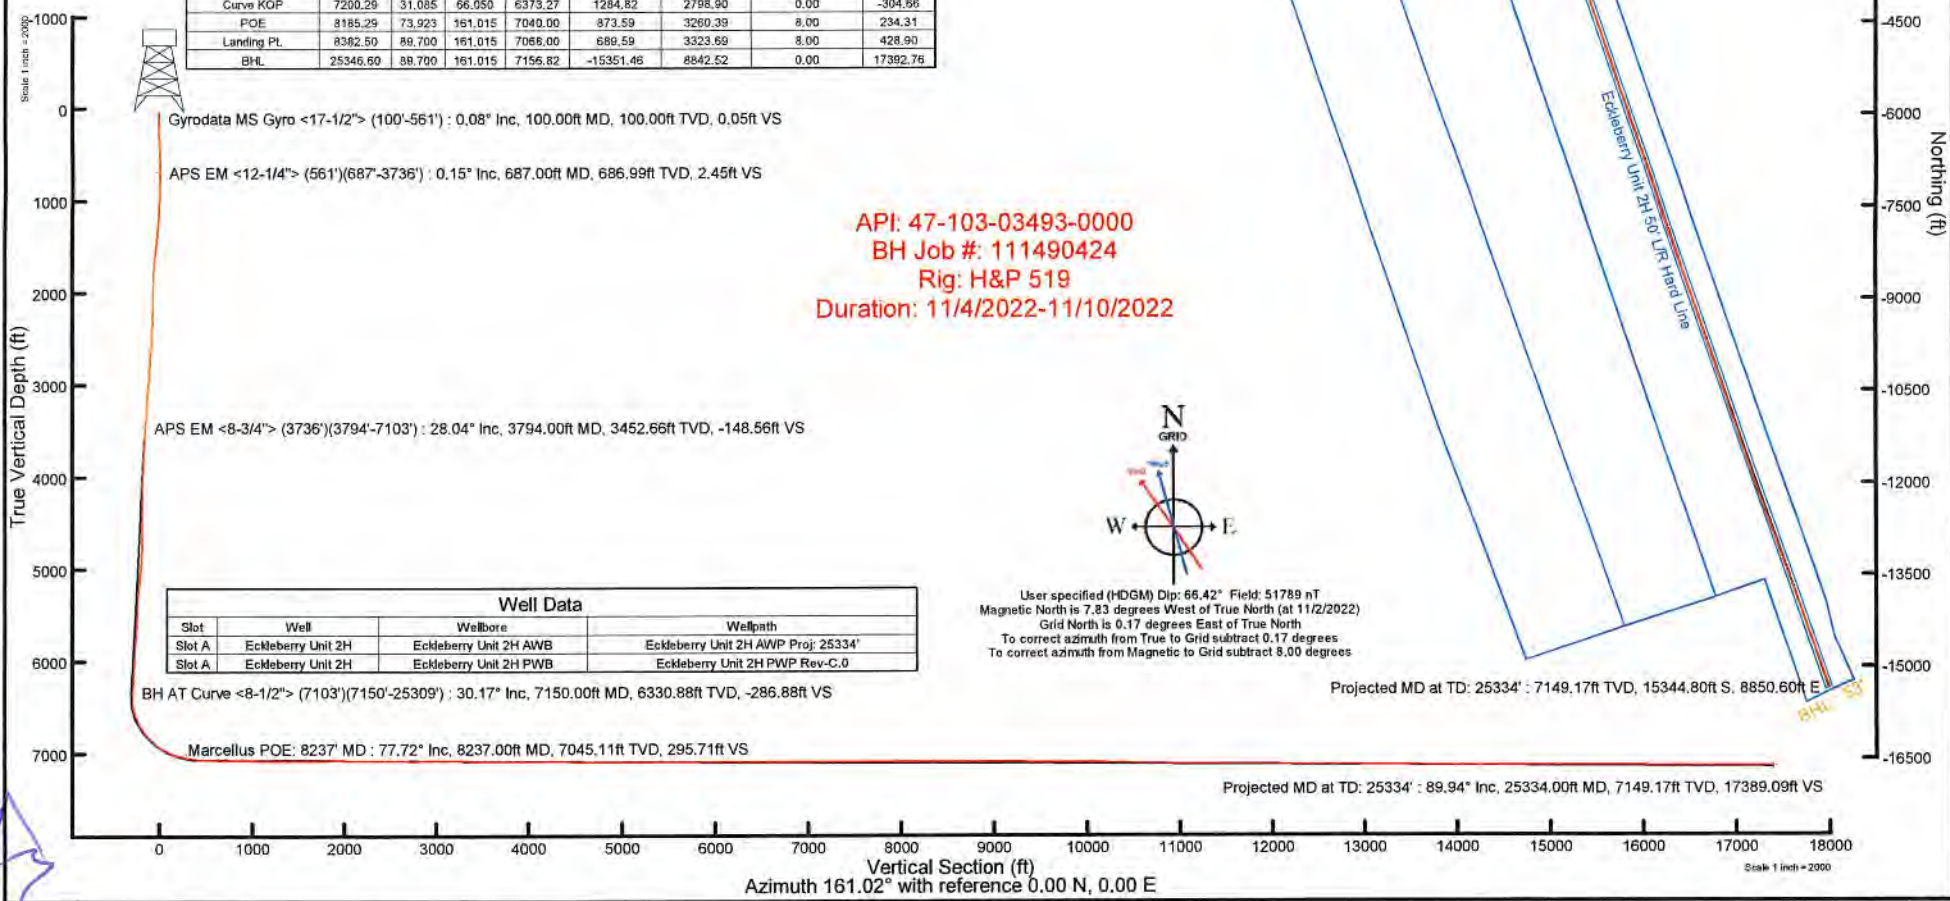 Curve KOP 7200.29 31.085 66.050 6373.27 1284.82 2798.90 0.00 -304.66
POE 8185.29 73.923 161.015 7040.00 873.59 3260.39 8.00 234.31
Landing Pt. 8382.50 89.700 161.015 7068.00 689.59 3323.69 8.00 428.90
BHL 25346.60 89.700 161.015 7156.82 -15351.46 8842.52 0.00 17392.76
Scale 1 inch = 2000
True Vertical Depth (ft)
-1000
0
1000
2000
3000
4000
5000
6000
7000
Gyrodata MS Gyro <17-1/2"> (100'-561') : 0.08° Inc, 100.00ft MD, 100.00ft TVD, 0.05ft VS
APS EM <12-1/4"> (561')(687'-3736') : 0.15° Inc, 687.00ft MD, 686.99ft TVD, 2.45ft VS
API: 47-103-03493-0000
BH Job #: 111490424
Rig: H&P 519
Duration: 11/4/2022-11/10/2022
APS EM <8-3/4"> (3736')(3794'-7103') : 28.04° Inc, 3794.00ft MD, 3452.66ft TVD, -148.56ft VS
N
GRID
W
E
User specified (HDGM) Dip: 66.42° Field: 51789 nT
Magnetic North is 7.83 degrees West of True North (at 11/2/2022)
Grid North is 0.17 degrees East of True North
To correct azimuth from True to Grid subtract 0.17 degrees
To correct azimuth from Magnetic to Grid subtract 8.00 degrees
Well Data
Slot Well Wellbore Wellpath
Slot A Eckleberry Unit 2H Eckleberry Unit 2H AWB Eckleberry Unit 2H AWP Proj: 25334'
Slot A Eckleberry Unit 2H Eckleberry Unit 2H PWB Eckleberry Unit 2H PWP Rev-C.0
BH AT Curve <8-1/2"> (7103')(7150'-25309') : 30.17° Inc, 7150.00ft MD, 6330.88ft TVD, -286.88ft VS
Marcellus POE: 8237' MD : 77.72° Inc, 8237.00ft MD, 7045.11ft TVD, 295.71ft VS
Projected MD at TD: 25334' : 89.94° Inc, 25334.00ft MD, 7149.17ft TVD, 17389.09ft VS
Eckleberry Unit 2H 50' L/R Hard Line
Projected MD at TD: 25334' : 7149.17ft TVD, 15344.80ft S, 8850.60ft E
BHL
53'
-4500
-6000
-7500
-9000
-10500
-12000
-13500
-15000
-16500
Northing (ft)
0 1000 2000 3000 4000 5000 6000 7000 8000 9000 10000 11000 12000 13000 14000 15000 16000 17000 18000
Vertical Section (ft)
Scale 1 inch = 2000
Azimuth 161.02° with reference 0.00 N, 0.00 E